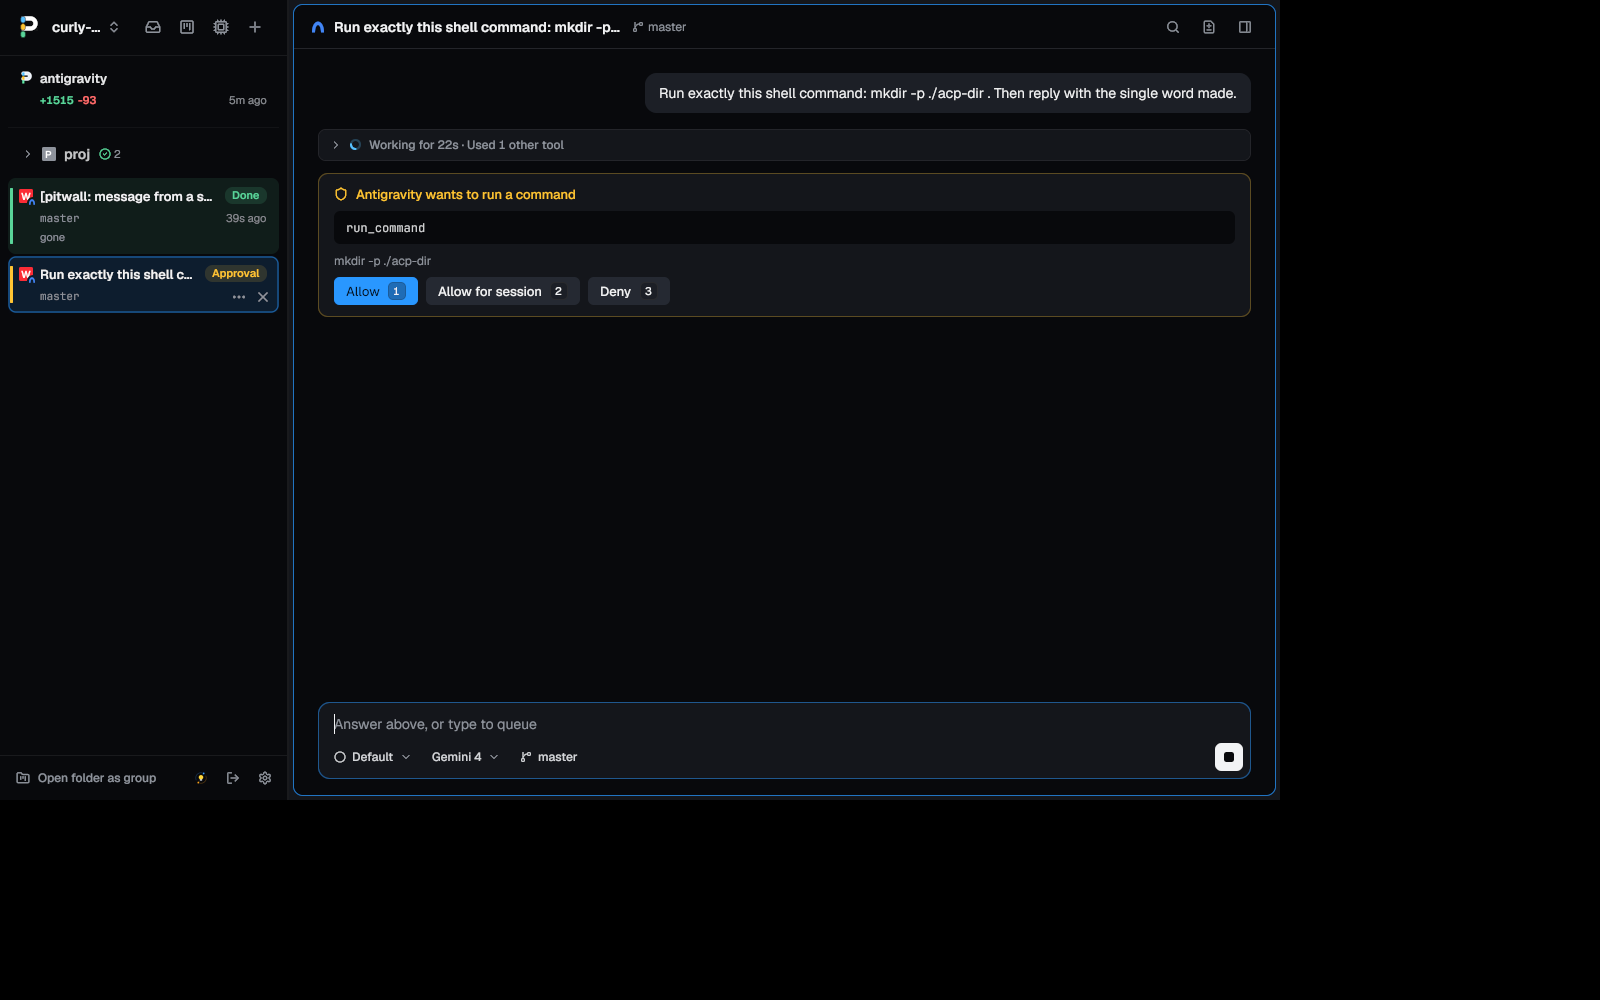 curly-...
antigravity
+1515 -93
5m ago
P proj 2
W [pitwall: message from a s... Done
master 39s ago
gone
W Run exactly this shell c... Approval
master
Open folder as group
Run exactly this shell command: mkdir -p... master
Run exactly this shell command: mkdir -p ./acp-dir . Then reply with the single word made.
Working for 22s · Used 1 other tool
Antigravity wants to run a command
run_command
mkdir -p ./acp-dir
Allow 1 Allow for session 2 Deny 3
Answer above, or type to queue
Default Gemini 4 master